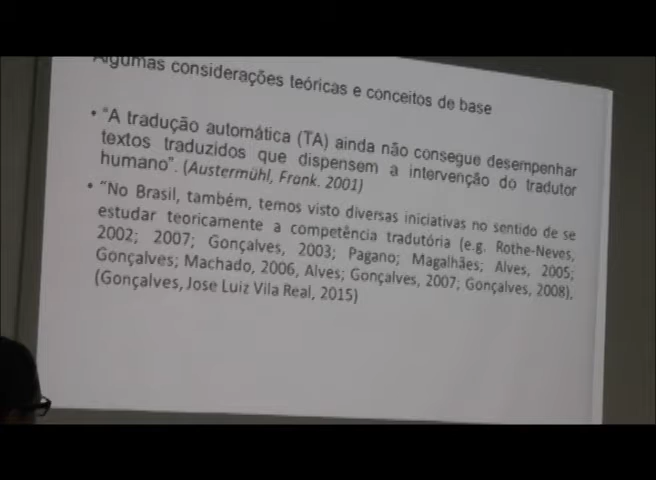 Algumas considerações teóricas e conceitos de base
• "A tradução automática (TA) ainda não consegue desempenhar
textos traduzidos que dispensem a intervenção do tradutor
humano". (Austermühl, Frank. 2001)
• "No Brasil, também, temos visto diversas iniciativas no sentido de se
estudar teoricamente a competência tradutória (e.g. Rothe-Neves,
2002; 2007; Gonçalves, 2003; Pagano; Magalhães; Alves, 2005;
Gonçalves; Machado, 2006, Alves; Gonçalves, 2007; Gonçalves, 2008).
(Gonçalves, Jose Luiz Vila Real, 2015)